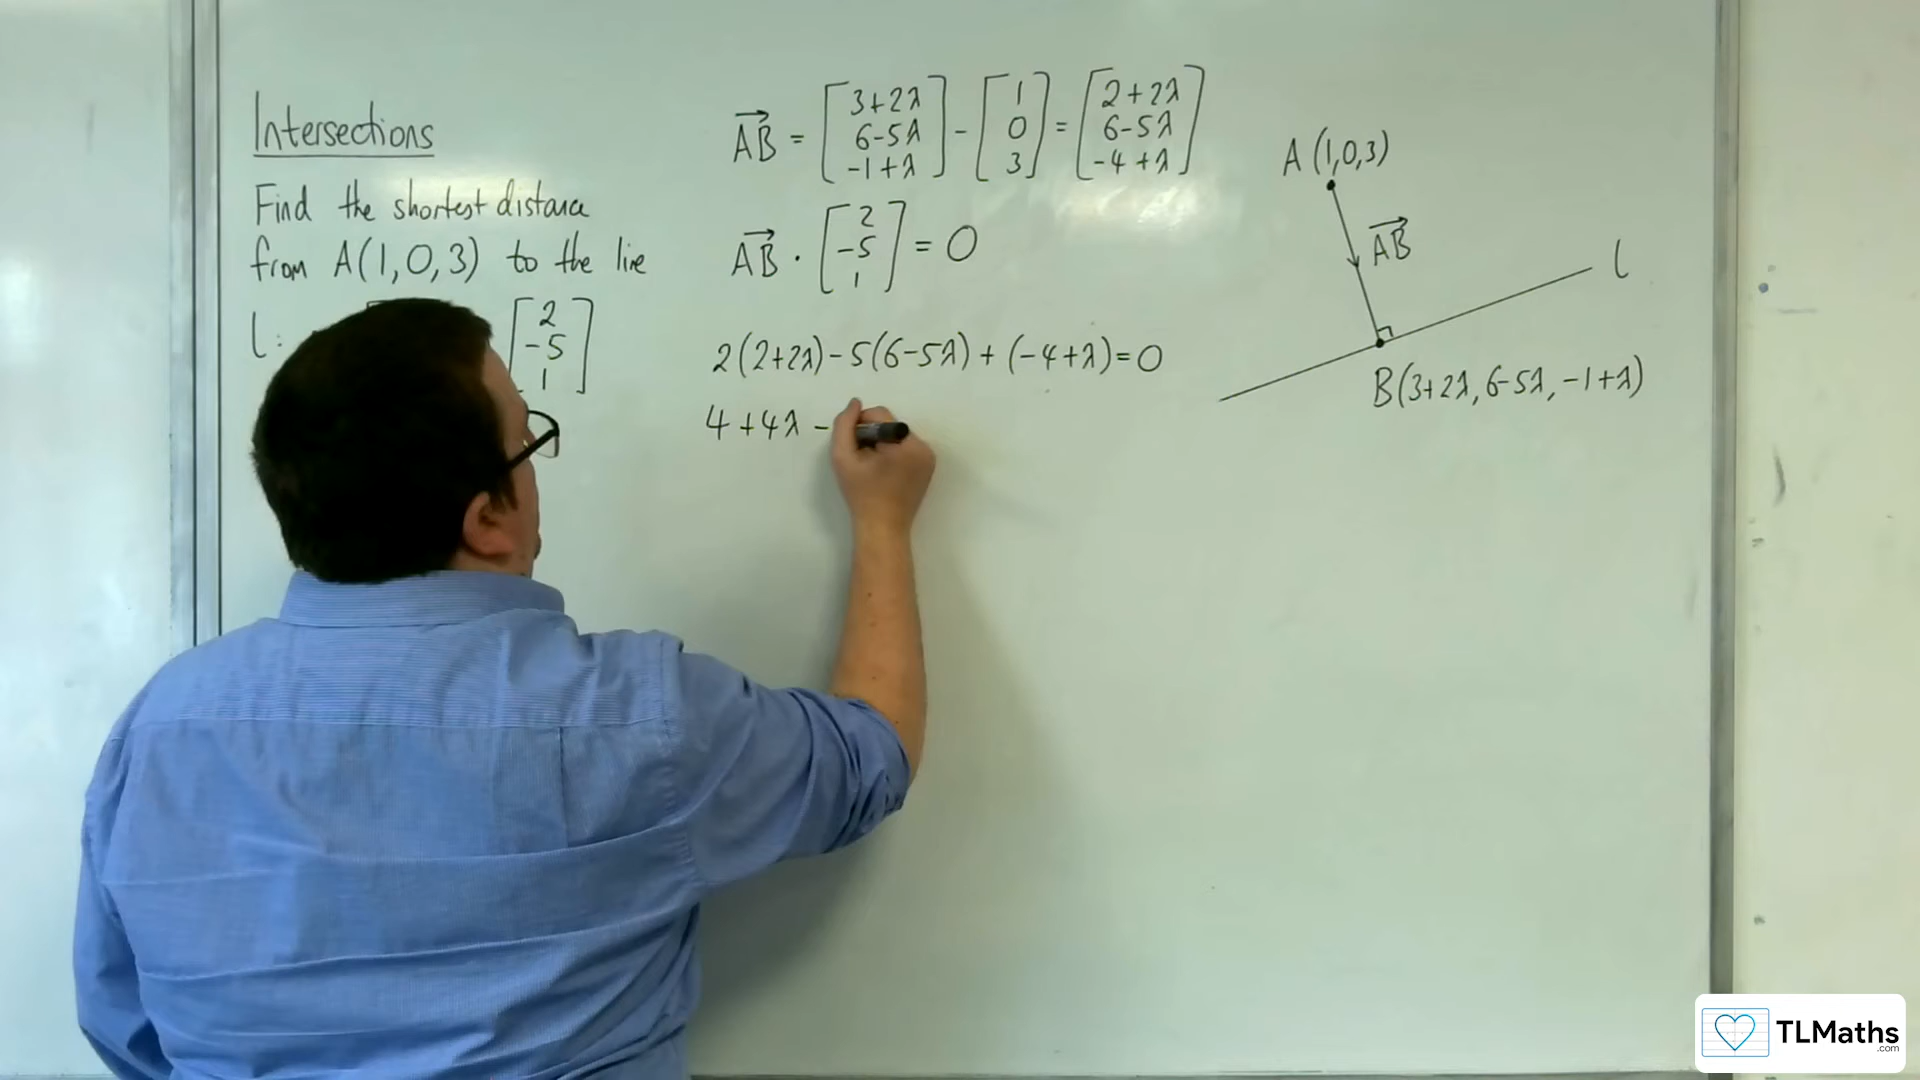 Intersections
Find the shortest distance
from A(1,0,3) to the line
l:
[2
-5
1]
AB = [3+2λ
6-5λ
-1+λ] - [1
0
3] = [2+2λ
6-5λ
-4+λ]
AB · [2
-5
1] = 0
2(2+2λ)-5(6-5λ)+(-4+λ)=0
4+4λ -
A(1,0,3)
AB
l
B(3+2λ, 6-5λ, -1+λ)
TLMaths
.com